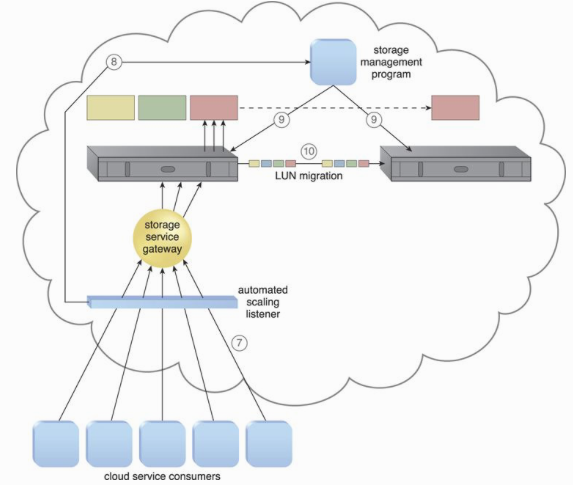 8
storage
management
program
9
9
10
LUN migration
storage
service
gateway
automated
scaling
listener
7
cloud service consumers